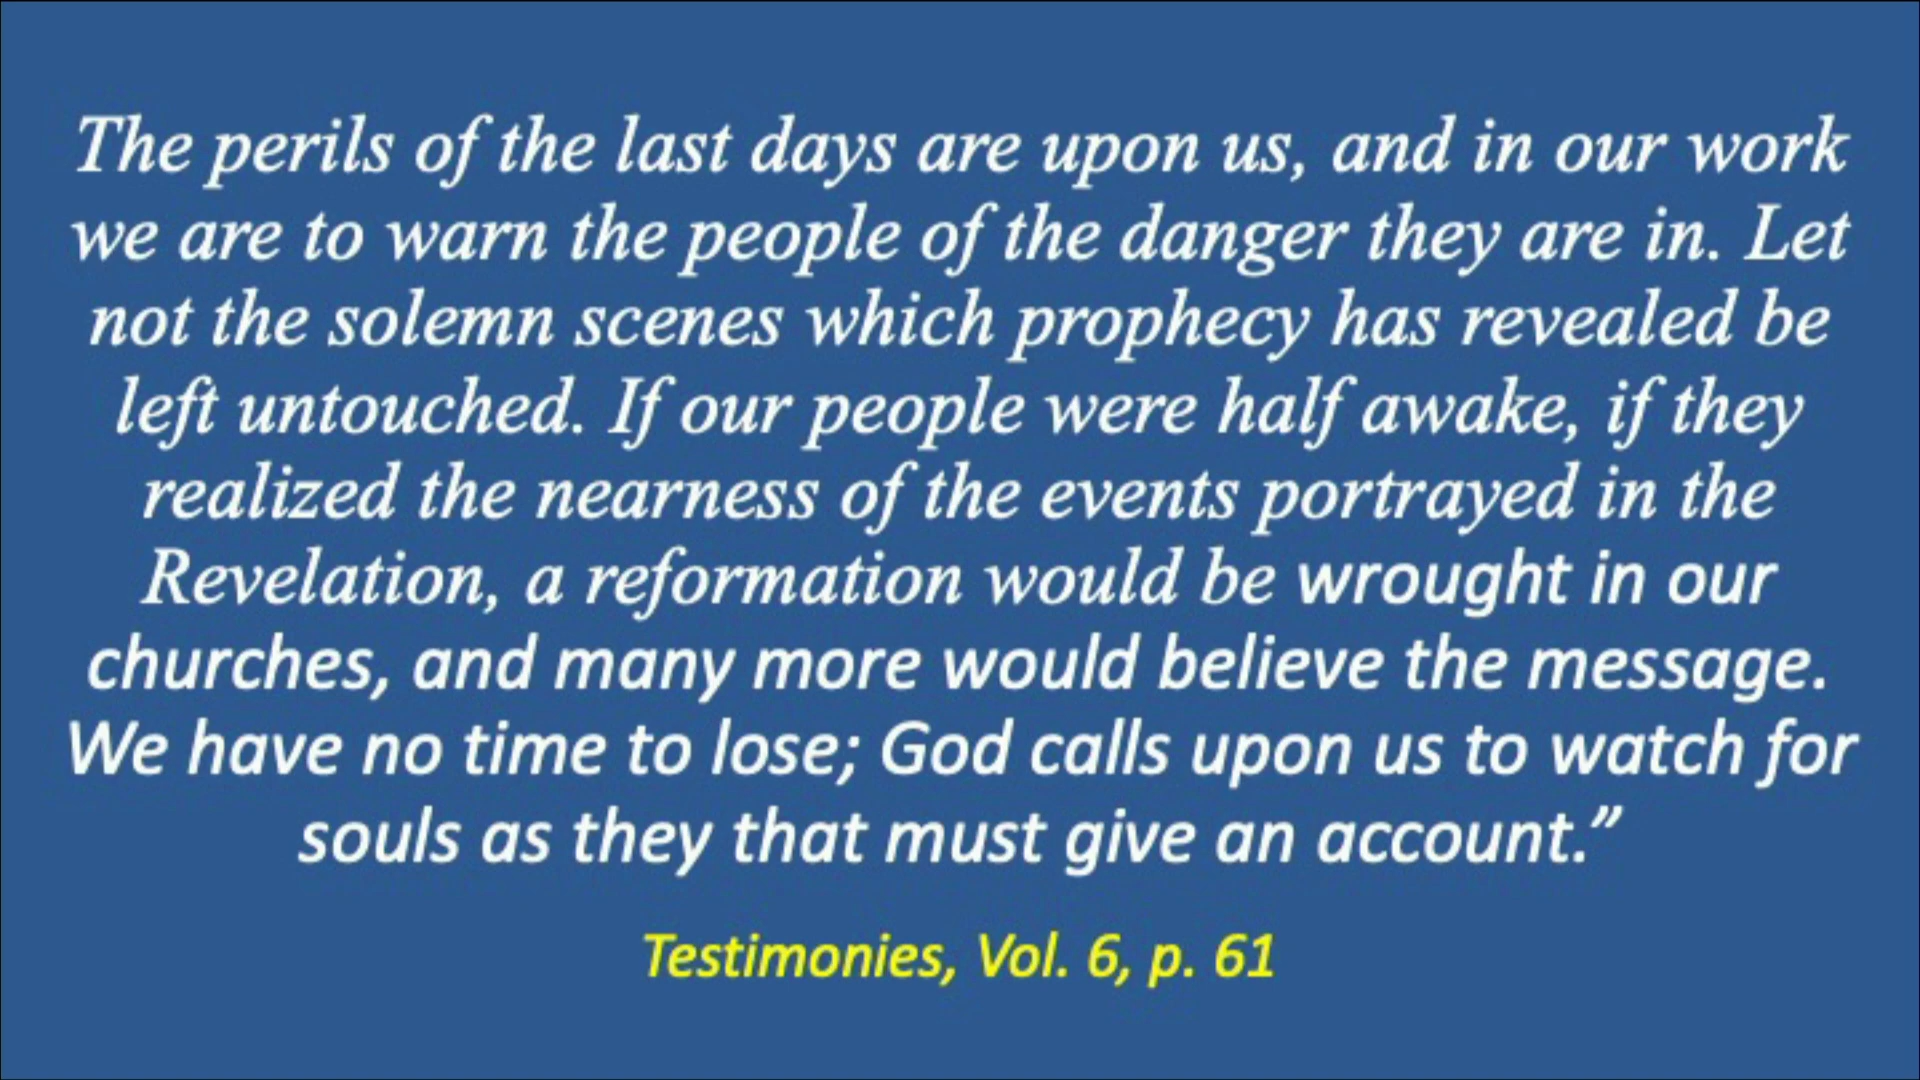 The perils of the last days are upon us, and in our work
we are to warn the people of the danger they are in. Let
not the solemn scenes which prophecy has revealed be
left untouched. If our people were half awake, if they
realized the nearness of the events portrayed in the
Revelation, a reformation would be wrought in our
churches, and many more would believe the message.
We have no time to lose; God calls upon us to watch for
souls as they that must give an account.”
Testimonies, Vol. 6, p. 61